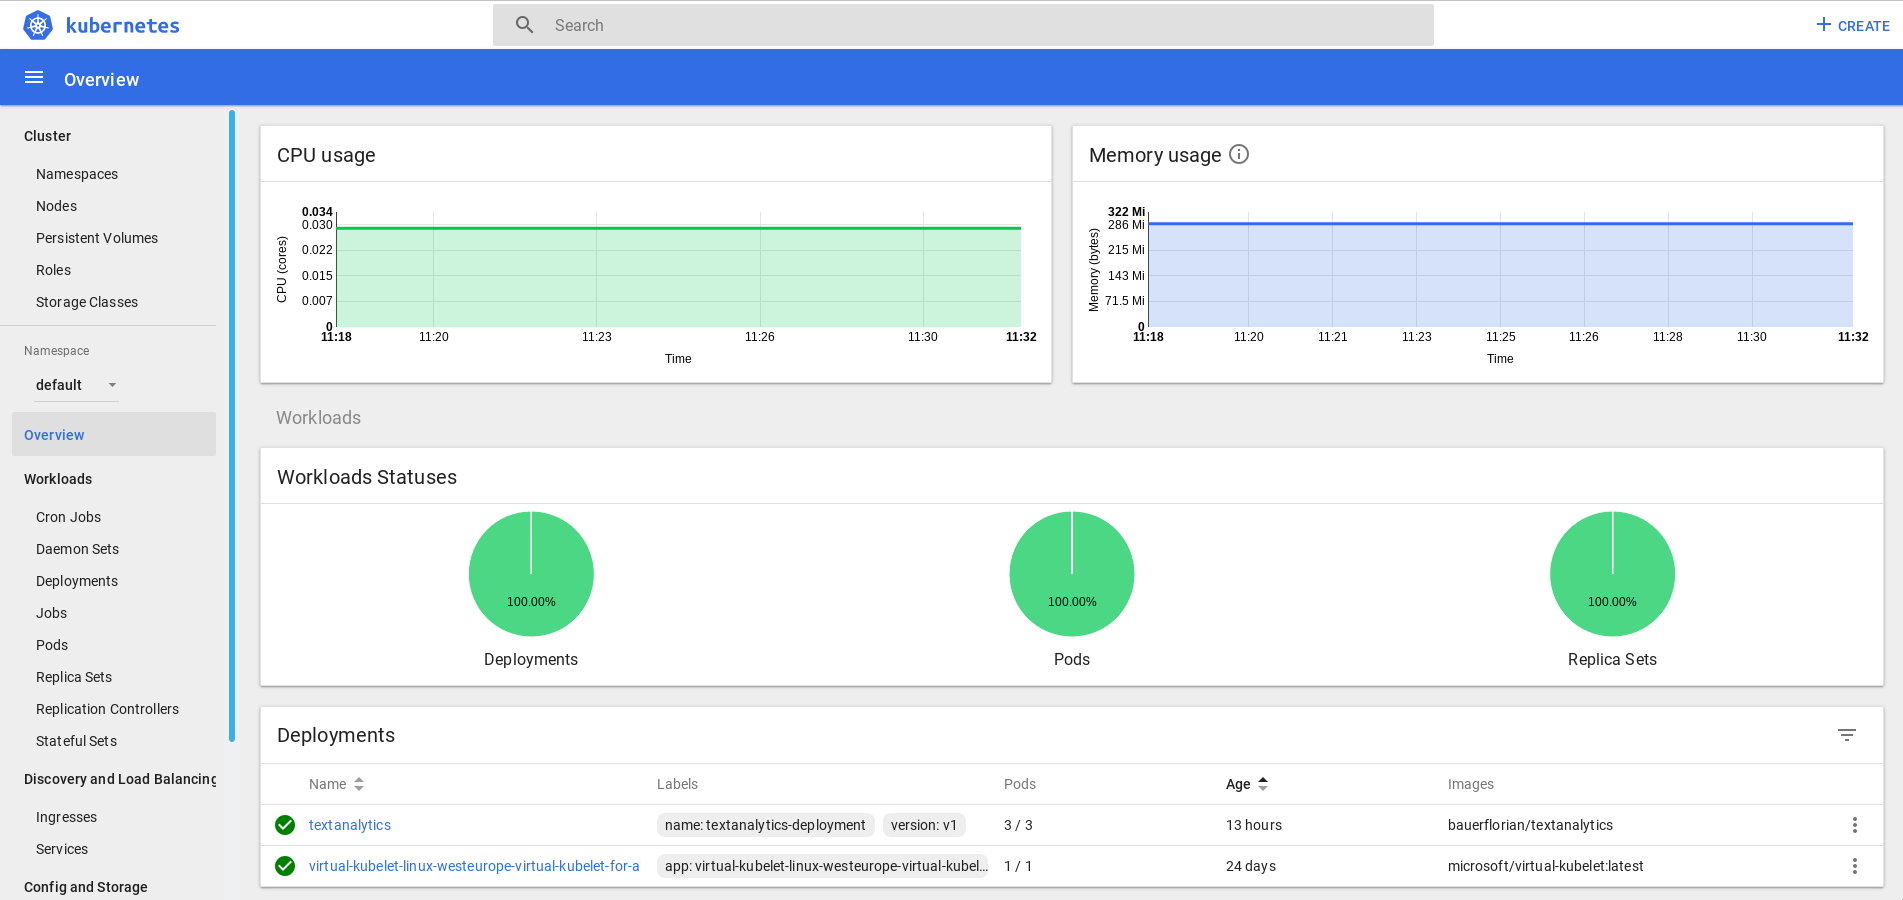 kubernetes
Search
CREATE
Overview
Cluster
Namespaces
Nodes
Persistent Volumes
Roles
Storage Classes
Namespace
default
Overview
Workloads
Cron Jobs
Daemon Sets
Deployments
Jobs
Pods
Replica Sets
Replication Controllers
Stateful Sets
Discovery and Load Balancing
Ingresses
Services
Config and Storage
CPU usage
CPU (cores)
0.034
0.030
0.022
0.015
0.007
0
11:18 11:20 11:23 11:26 11:30 11:32
Time
Memory usage
Memory (bytes)
322 Mi
286 Mi
215 Mi
143 Mi
71.5 Mi
0
11:18 11:20 11:21 11:23 11:25 11:26 11:28 11:30 11:32
Time
Workloads
Workloads Statuses
100.00% 100.00% 100.00%
Deployments Pods Replica Sets
Deployments
Name Labels Pods Age Images
textanalytics name: textanalytics-deployment version: v1 3 / 3 13 hours bauerflorian/textanalytics
virtual-kubelet-linux-westeurope-virtual-kubelet-for-a app: virtual-kubelet-linux-westeurope-virtual-kubel... 1 / 1 24 days microsoft/virtual-kubelet:latest